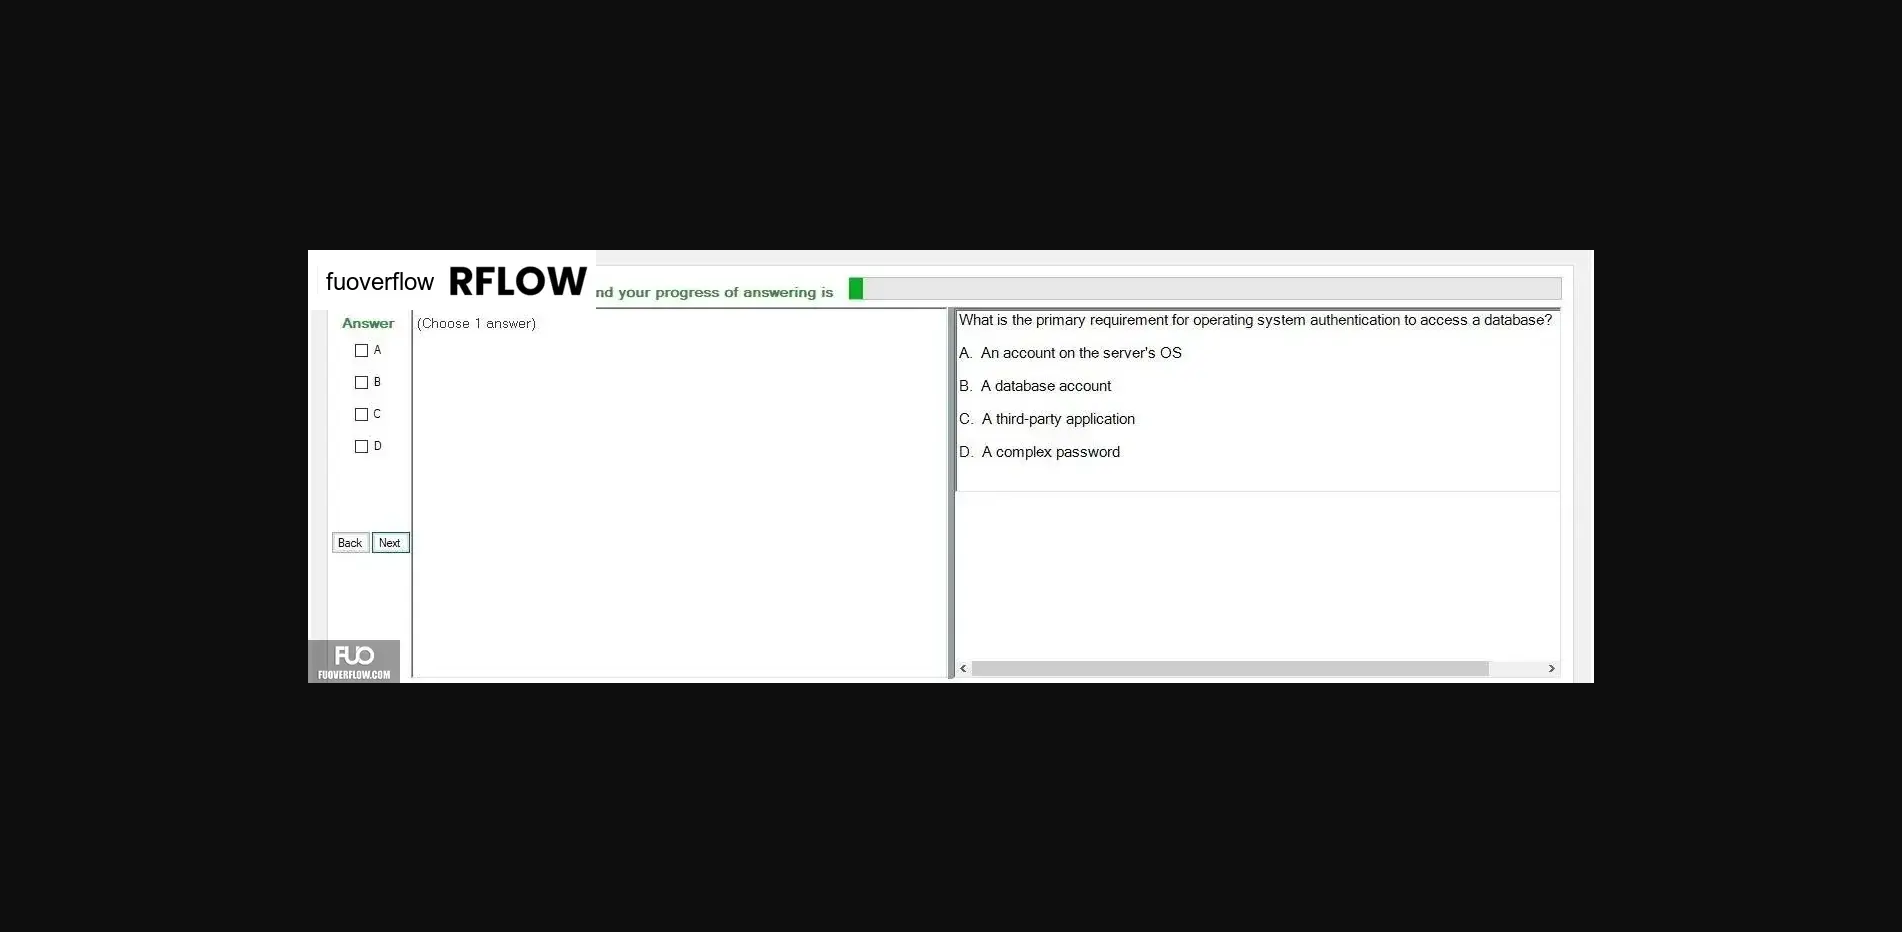 fuoverflow RFLOW
nd your progress of answering is
Answer
(Choose 1 answer)
A
B
C
D
Back Next
What is the primary requirement for operating system authentication to access a database?
A. An account on the server's OS
B. A database account
C. A third-party application
D. A complex password
FUO
FUOVERFLOW.COM